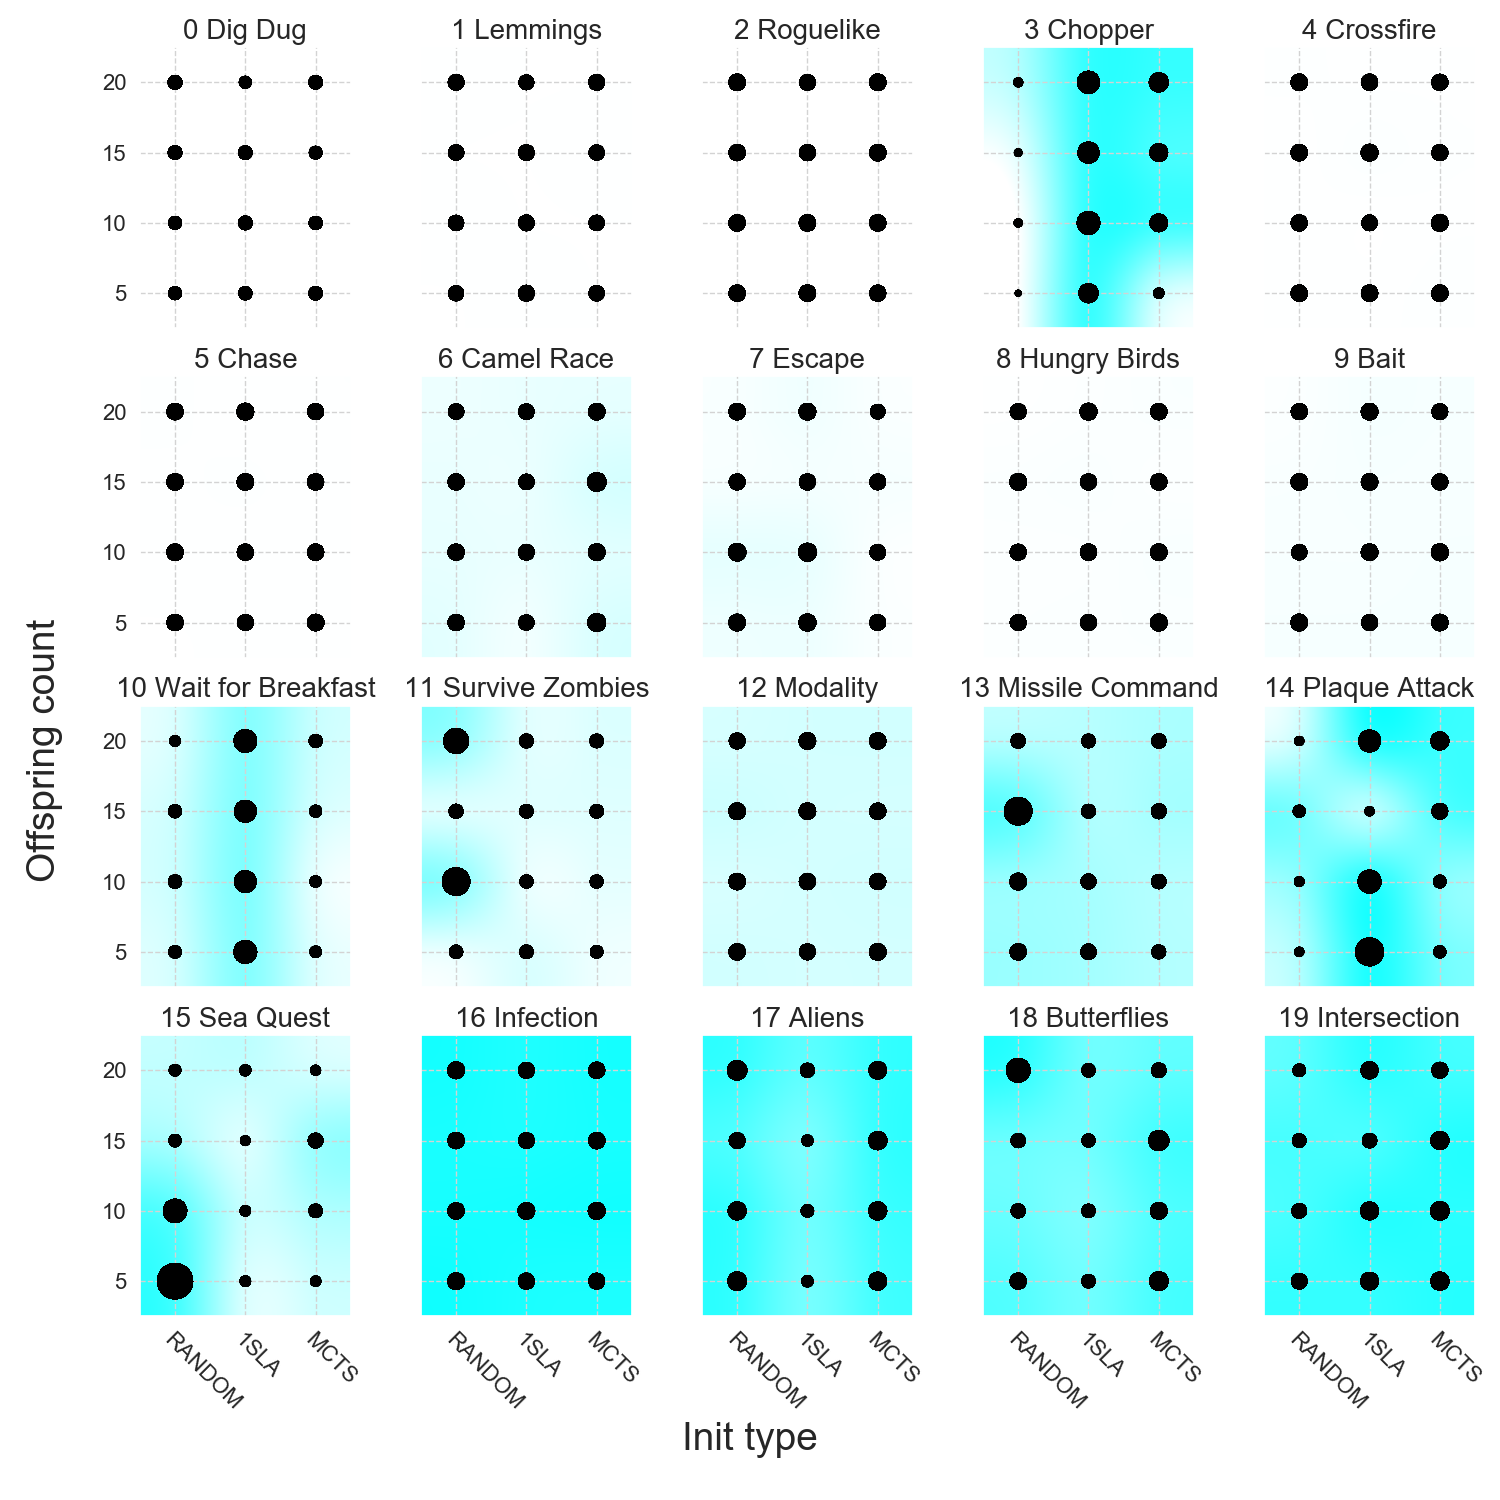 0 Dig Dug
1 Lemmings
2 Roguelike
3 Chopper
4 Crossfire
20
15
10
5
5 Chase
6 Camel Race
7 Escape
8 Hungry Birds
9 Bait
20
15
10
5
Offspring count
10 Wait for Breakfast
11 Survive Zombies
12 Modality
13 Missile Command
14 Plaque Attack
20
15
10
5
15 Sea Quest
16 Infection
17 Aliens
18 Butterflies
19 Intersection
20
15
10
5
RANDOM
1SLA
MCTS
RANDOM
1SLA
MCTS
RANDOM
1SLA
MCTS
RANDOM
1SLA
MCTS
RANDOM
1SLA
MCTS
Init type